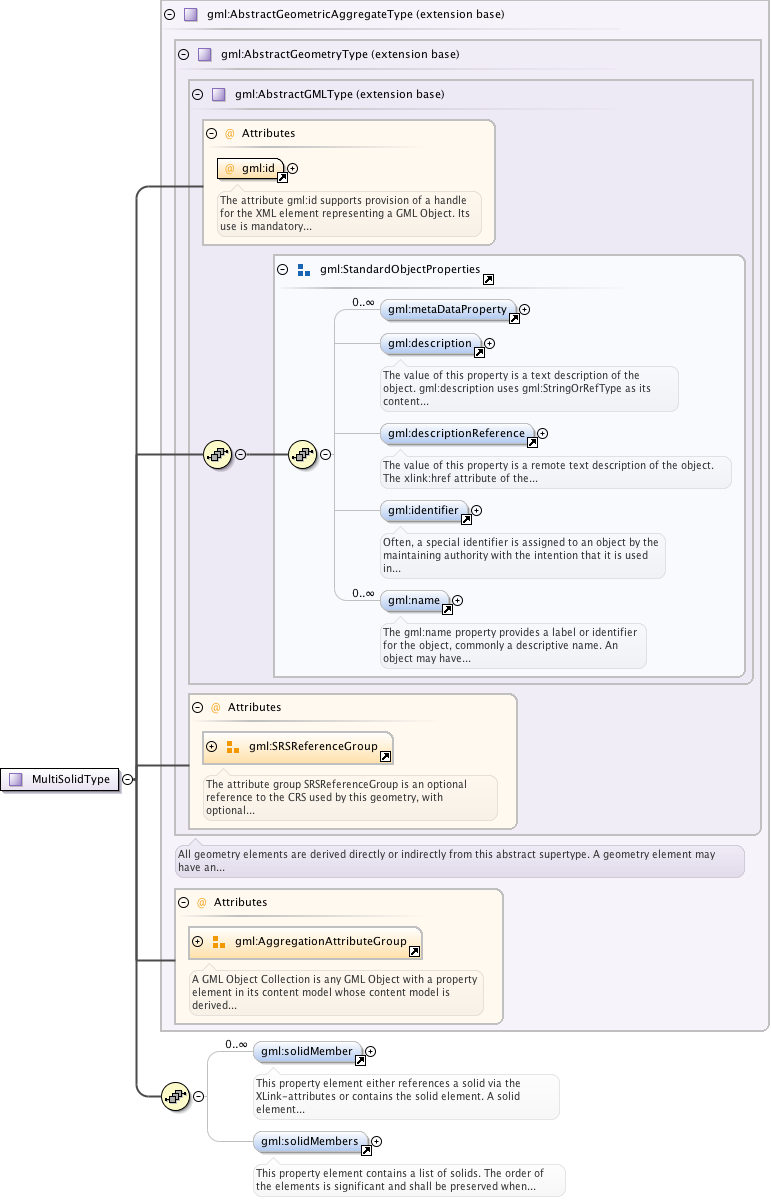 gml:AbstractGeometricAggregateType (extension base)
gml:AbstractGeometryType (extension base)
gml:AbstractGMLType (extension base)
@ Attributes
@ gml:id
The attribute gml:id supports provision of a handle
for the XML element representing a GML Object. Its
use is mandatory...
gml:StandardObjectProperties
0..∞
gml:metaDataProperty
gml:description
The value of this property is a text description of the
object. gml:description uses gml:StringOrRefType as its
content...
gml:descriptionReference
The value of this property is a remote text description of the object.
The xlink:href attribute of the...
gml:identifier
Often, a special identifier is assigned to an object by the
maintaining authority with the intention that it is used
in...
0..∞
gml:name
The gml:name property provides a label or identifier
for the object, commonly a descriptive name. An
object may have...
@ Attributes
gml:SRSReferenceGroup
The attribute group SRSReferenceGroup is an optional
reference to the CRS used by this geometry, with
optional...
MultiSolidType
All geometry elements are derived directly or indirectly from this abstract supertype. A geometry element may
have an...
@ Attributes
gml:AggregationAttributeGroup
A GML Object Collection is any GML Object with a property
element in its content model whose content model is
derived...
0..∞
gml:solidMember
This property element either references a solid via the
XLink-attributes or contains the solid element. A solid
element...
gml:solidMembers
This property element contains a list of solids. The order of
the elements is significant and shall be preserved when...